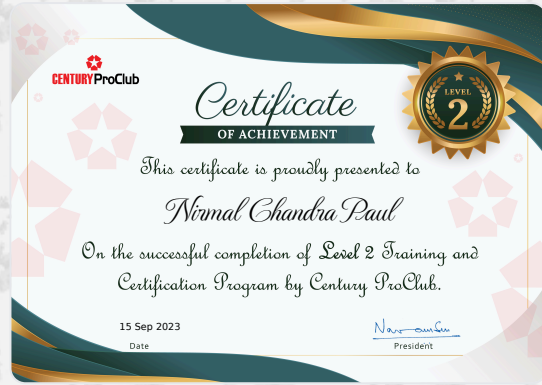 CENTURY ProClub
Certificate
OF ACHIEVEMENT
LEVEL
2
This certificate is proudly presented to
Nirmal Chandra Paul
On the successful completion of Level 2 Training and
Certification Program by Century ProClub.
15 Sep 2023
Date
President